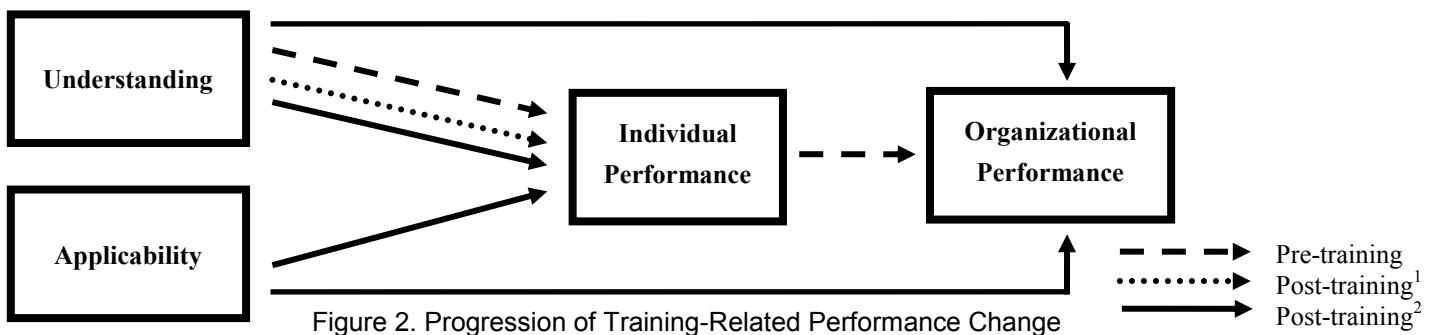 Understanding
Individual
Performance
Organizational
Performance
Applicability
Pre-training
Post-training¹
Post-training²
Figure 2. Progression of Training-Related Performance Change